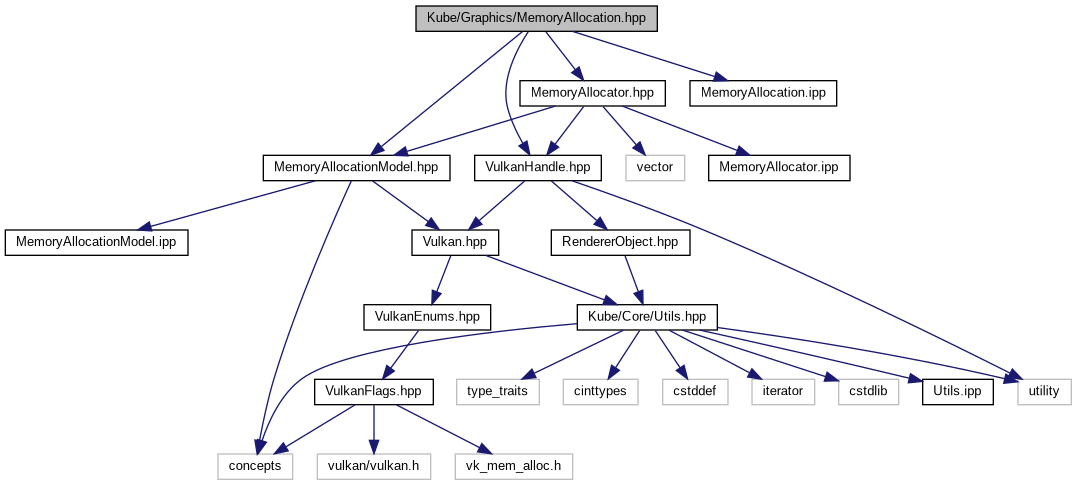 Kube/Graphics/MemoryAllocation.hpp
MemoryAllocator.hpp
MemoryAllocation.ipp
MemoryAllocationModel.hpp
VulkanHandle.hpp
vector
MemoryAllocator.ipp
MemoryAllocationModel.ipp
Vulkan.hpp
RendererObject.hpp
VulkanEnums.hpp
Kube/Core/Utils.hpp
VulkanFlags.hpp
type_traits
cinttypes
cstddef
iterator
cstdlib
Utils.ipp
utility
concepts
vulkan/vulkan.h
vk_mem_alloc.h